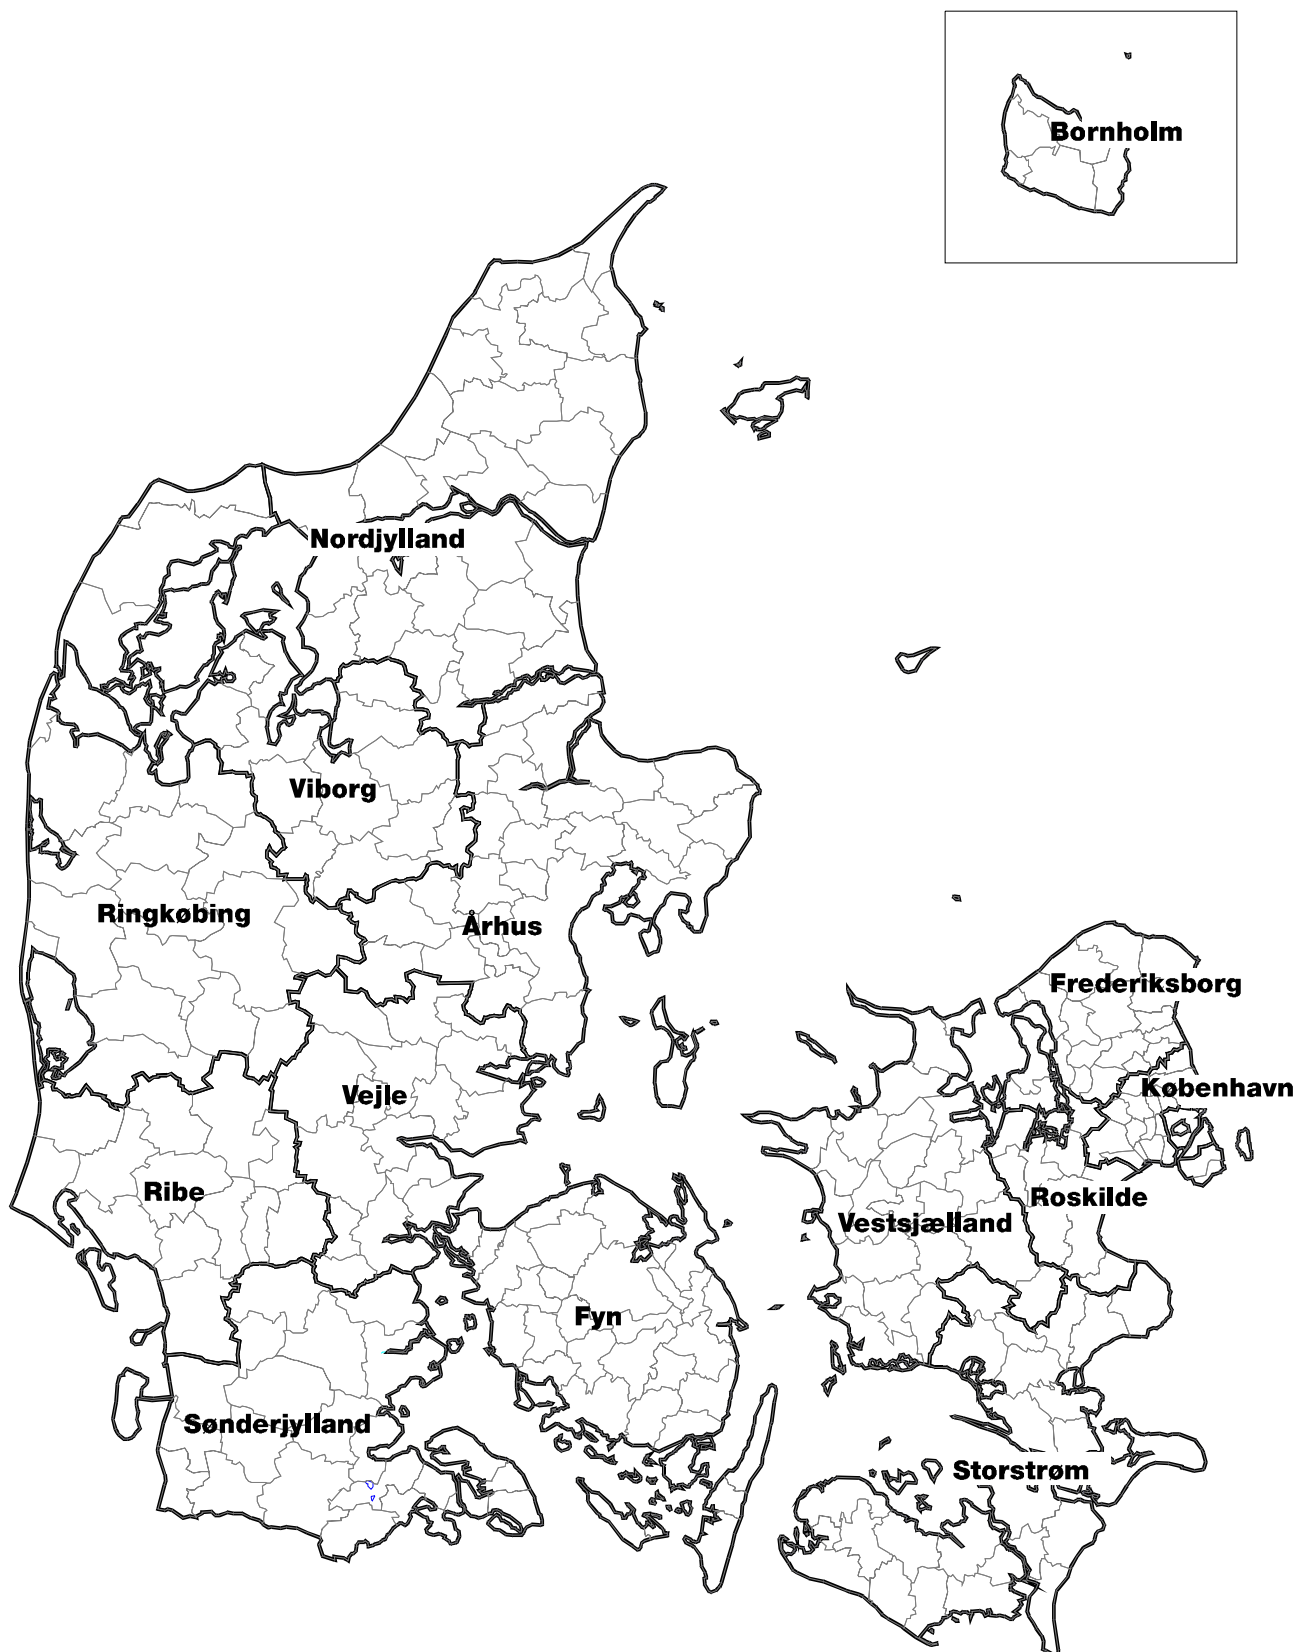 Bornholm
Nordjylland
Viborg
Ringkøbing
Århus
Frederiksborg
København
Vejle
Ribe
Roskilde
Vestsjælland
Fyn
Sønderjylland
Storstrøm